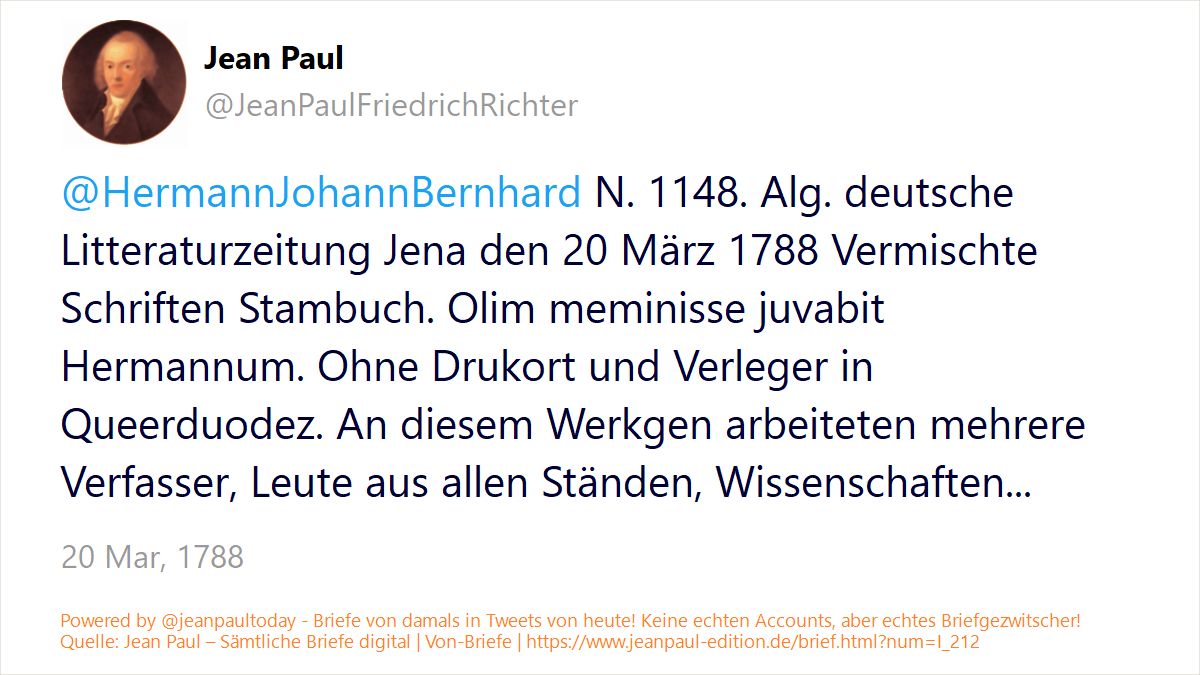 Jean Paul
@JeanPaulFriedrichRichter
@HermannJohannBernhard N. 1148. Alg. deutsche
Litteraturzeitung Jena den 20 März 1788 Vermischte
Schriften Stambuch. Olim meminisse juvabit
Hermannum. Ohne Drukort und Verleger in
Queerduodez. An diesem Werkgen arbeiteten mehrere
Verfasser, Leute aus allen Ständen, Wissenschaften...
20 Mar, 1788
Powered by @jeanpaultoday - Briefe von damals in Tweets von heute! Keine echten Accounts, aber echtes Briefgezwitscher!
Quelle: Jean Paul – Sämtliche Briefe digital | Von-Briefe | https://www.jeanpaul-edition.de/brief.html?num=I_212